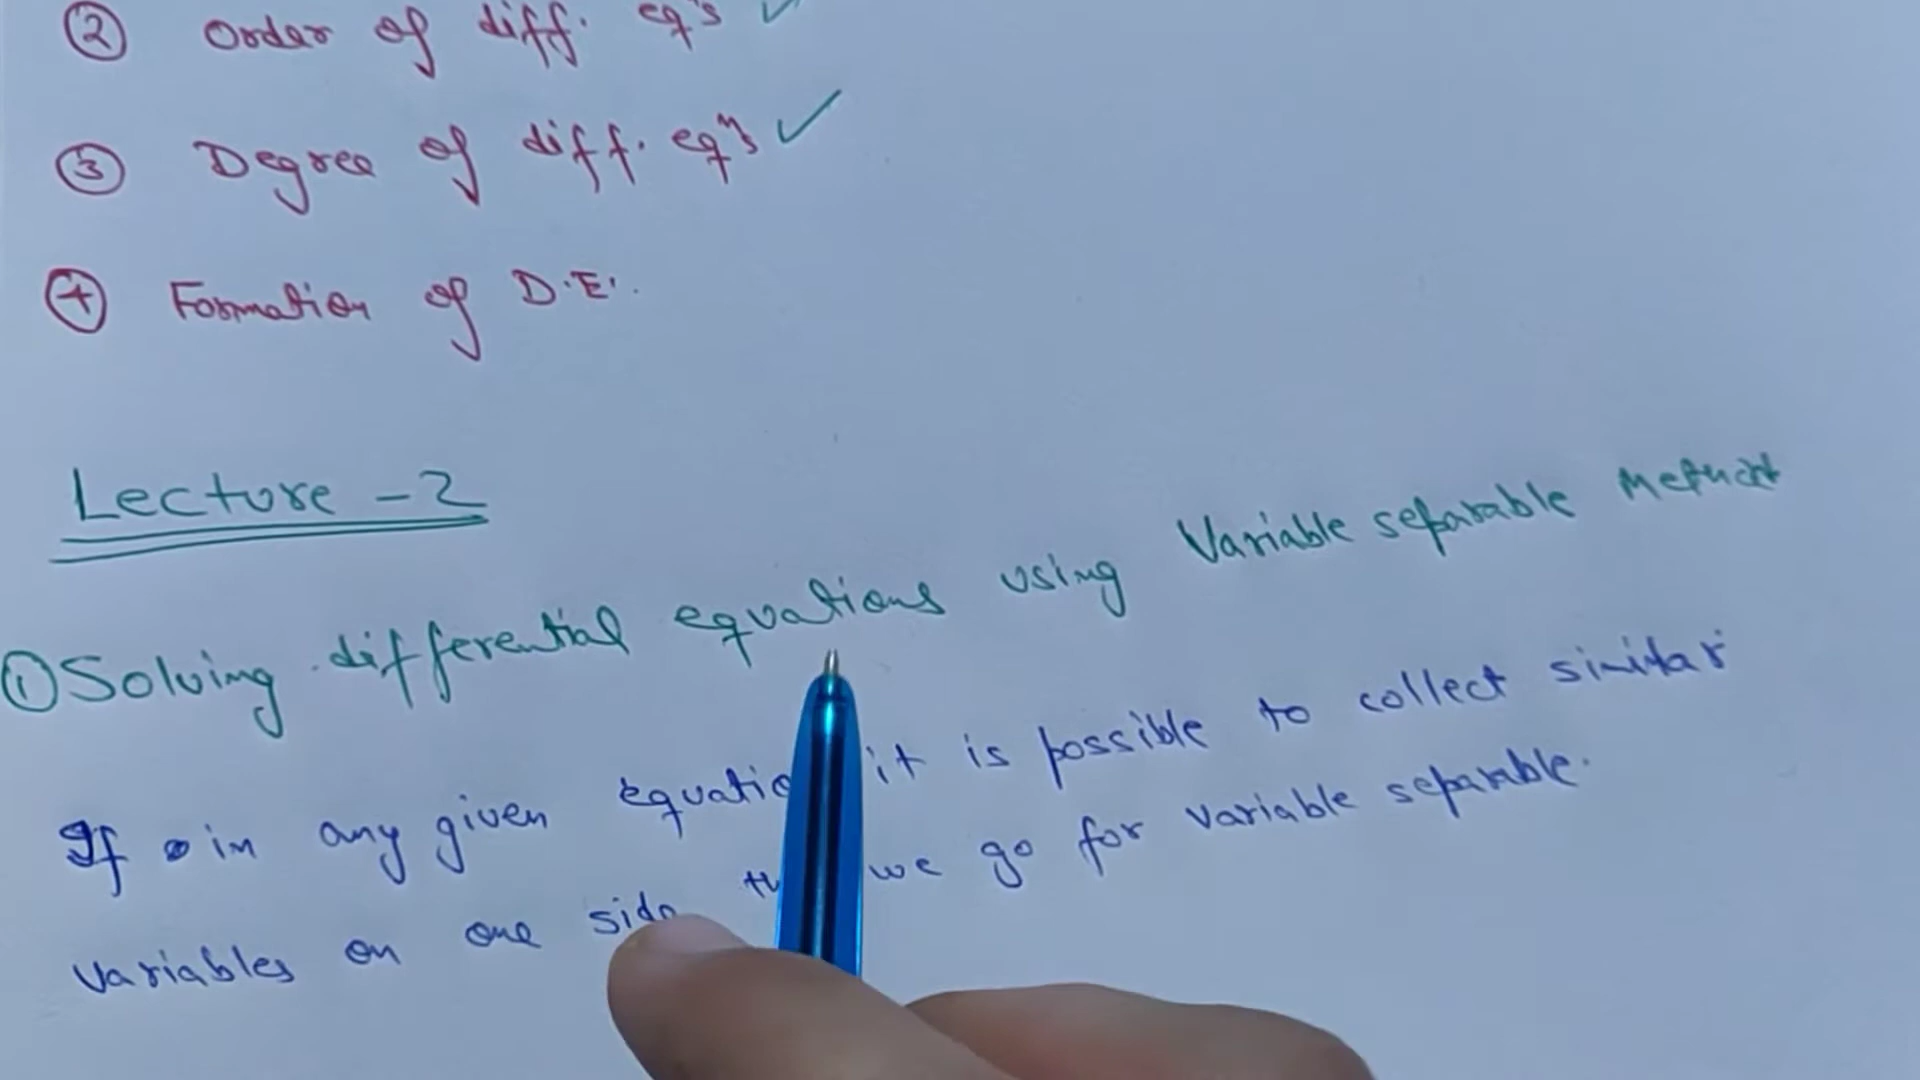 ② Order of diff. eqns ✓
③ Degree of diff. eqns ✓
④ Formation of D.E.
Lecture - 2
① Solving differential equations using Variable separable Method
If in any given it is possible to collect similar
variables on one side we go for variable separable.